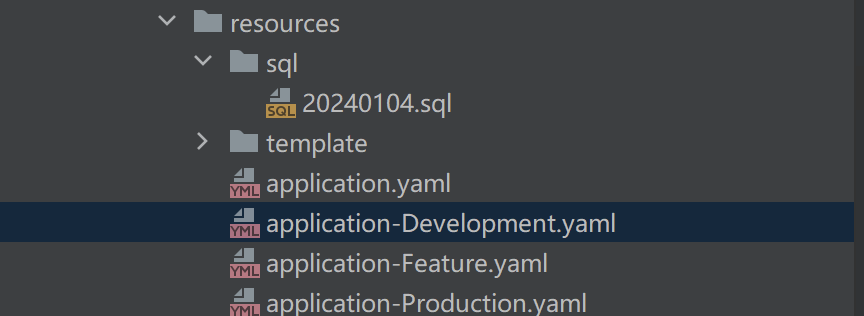 resources
sql
SQL 20240104.sql
template
YML application.yaml
YML application-Development.yaml
YML application-Feature.yaml
YML application-Production.yaml